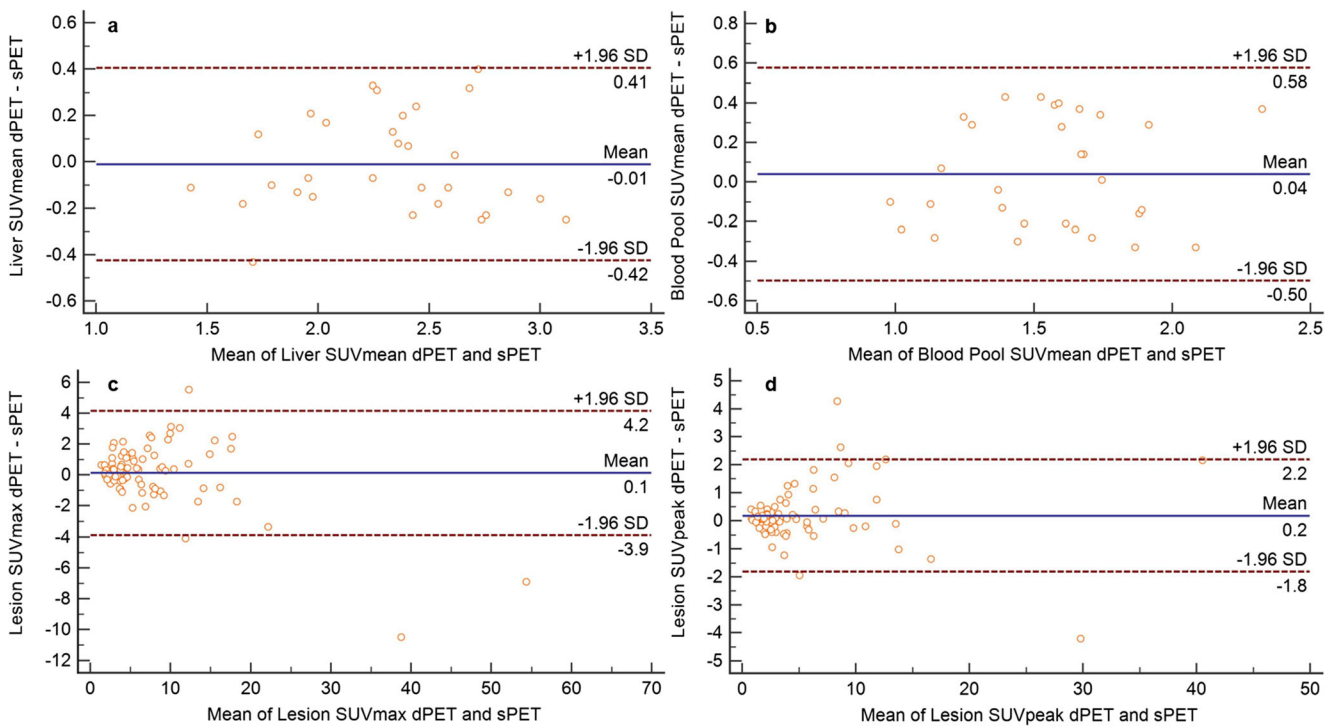 a
Liver SUVmean dPET - sPET
0.6
0.4
0.2
0.0
-0.2
-0.4
-0.6
+1.96 SD
0.41
Mean
-0.01
-1.96 SD
-0.42
1.0 1.5 2.0 2.5 3.0 3.5
Mean of Liver SUVmean dPET and sPET
b
Blood Pool SUVmean dPET - sPET
0.8
0.6
0.4
0.2
0.0
-0.2
-0.4
-0.6
+1.96 SD
0.58
Mean
0.04
-1.96 SD
-0.50
0.5 1.0 1.5 2.0 2.5
Mean of Blood Pool SUVmean dPET and sPET
c
Lesion SUVmax dPET - sPET
6
4
2
0
-2
-4
-6
-8
-10
-12
+1.96 SD
4.2
Mean
0.1
-1.96 SD
-3.9
0 10 20 30 40 50 60 70
Mean of Lesion SUVmax dPET and sPET
d
Lesion SUVpeak dPET - sPET
5
4
3
2
1
0
-1
-2
-3
-4
-5
+1.96 SD
2.2
Mean
0.2
-1.96 SD
-1.8
0 10 20 30 40 50
Mean of Lesion SUVpeak dPET and sPET